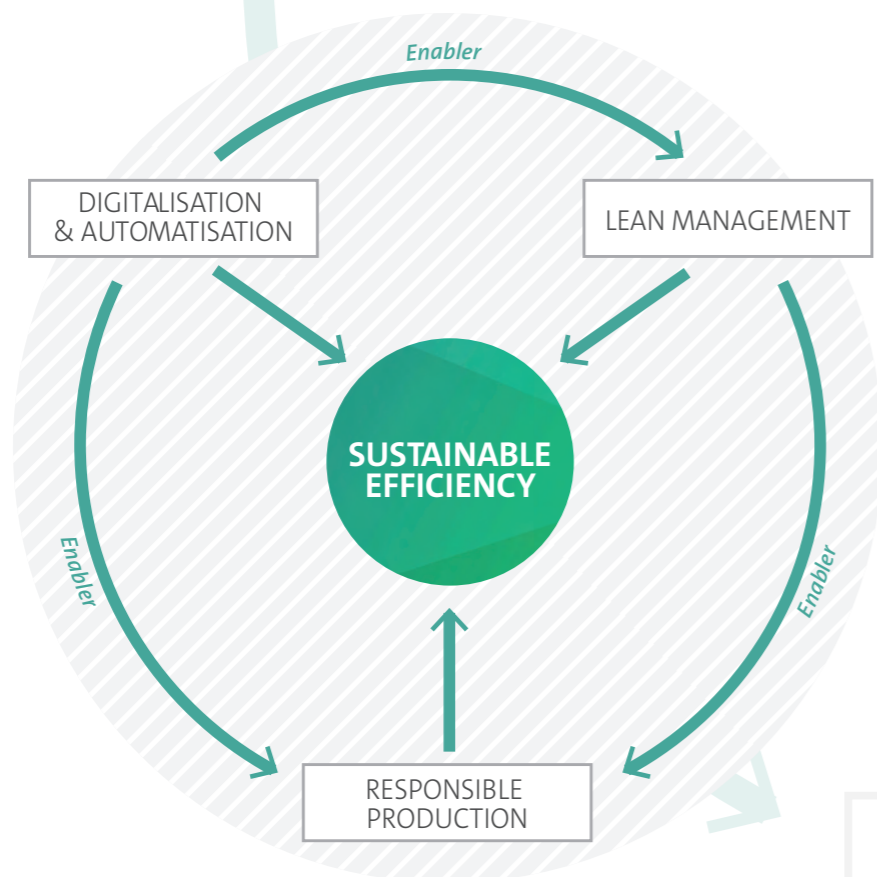 Enabler
DIGITALISATION
& AUTOMATISATION
LEAN MANAGEMENT
SUSTAINABLE
EFFICIENCY
Enabler
Enabler
RESPONSIBLE
PRODUCTION